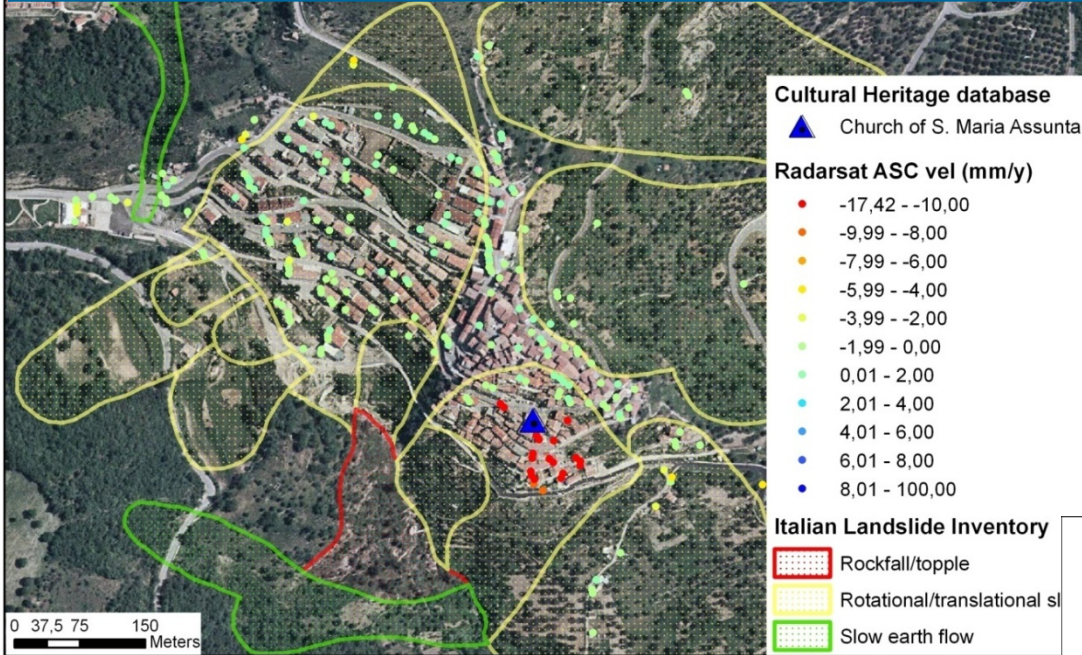 Cultural Heritage database
Church of S. Maria Assunta
Radarsat ASC vel (mm/y)
-17,42 - -10,00
-9,99 - -8,00
-7,99 - -6,00
-5,99 - -4,00
-3,99 - -2,00
-1,99 - 0,00
0,01 - 2,00
2,01 - 4,00
4,01 - 6,00
6,01 - 8,00
8,01 - 100,00
Italian Landslide Inventory
Rockfall/topple
Rotational/translational sl
Slow earth flow
0 37,5 75 150
Meters